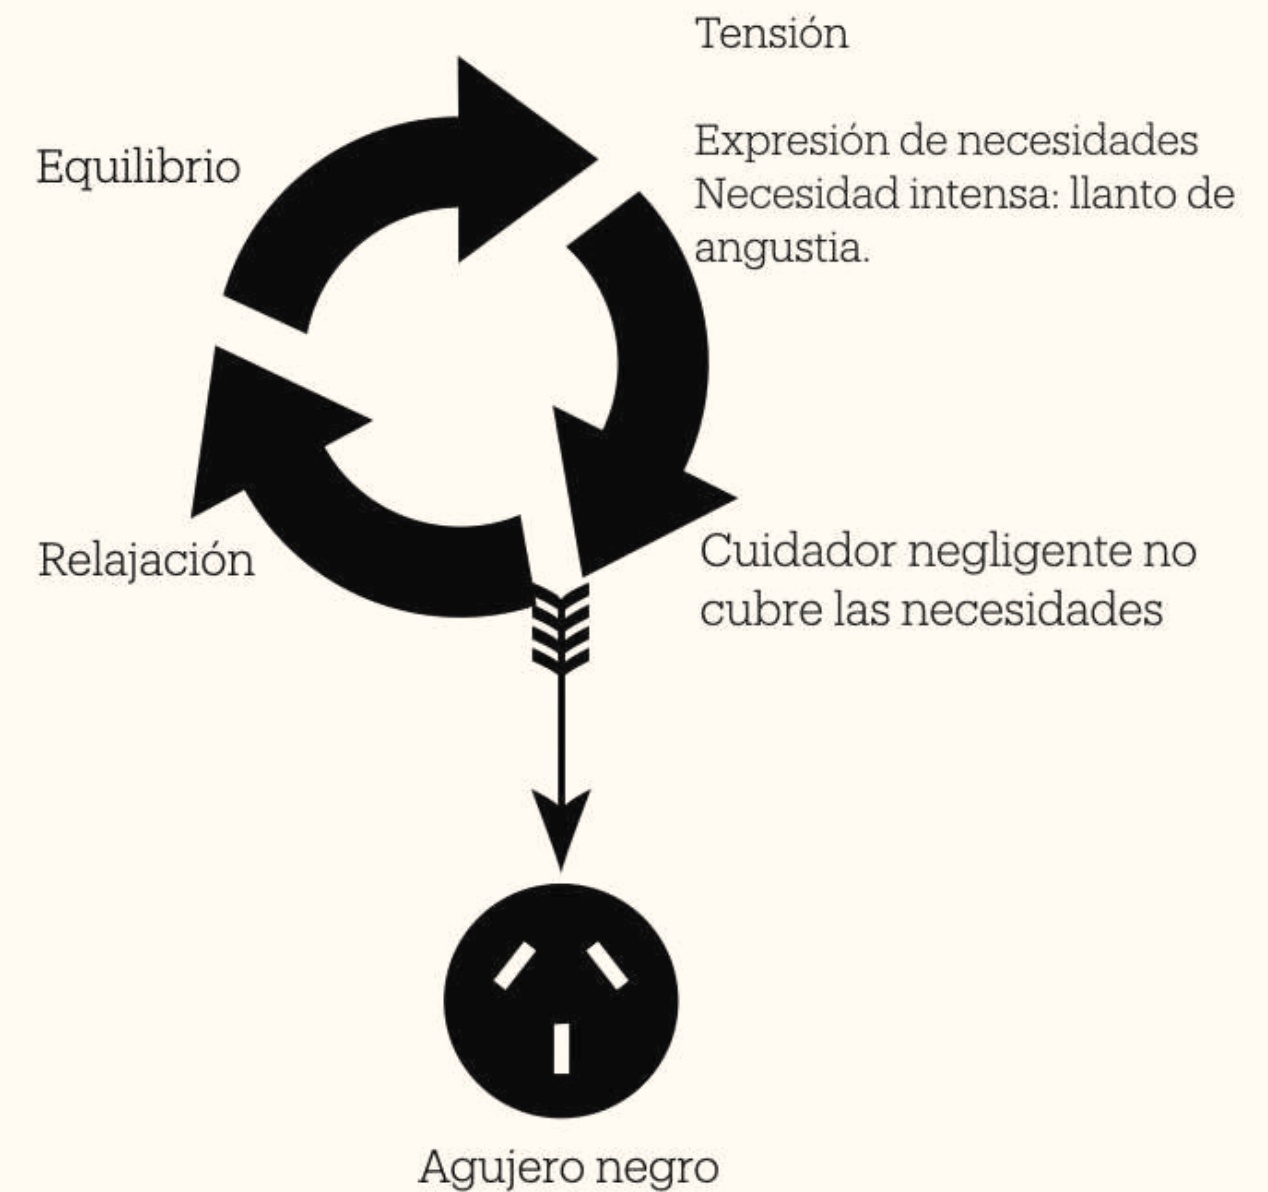 Tensión
Equilibrio
Expresión de necesidades
Necesidad intensa: llanto de
angustia.
Relajación
Cuidador negligente no
cubre las necesidades
Agujero negro